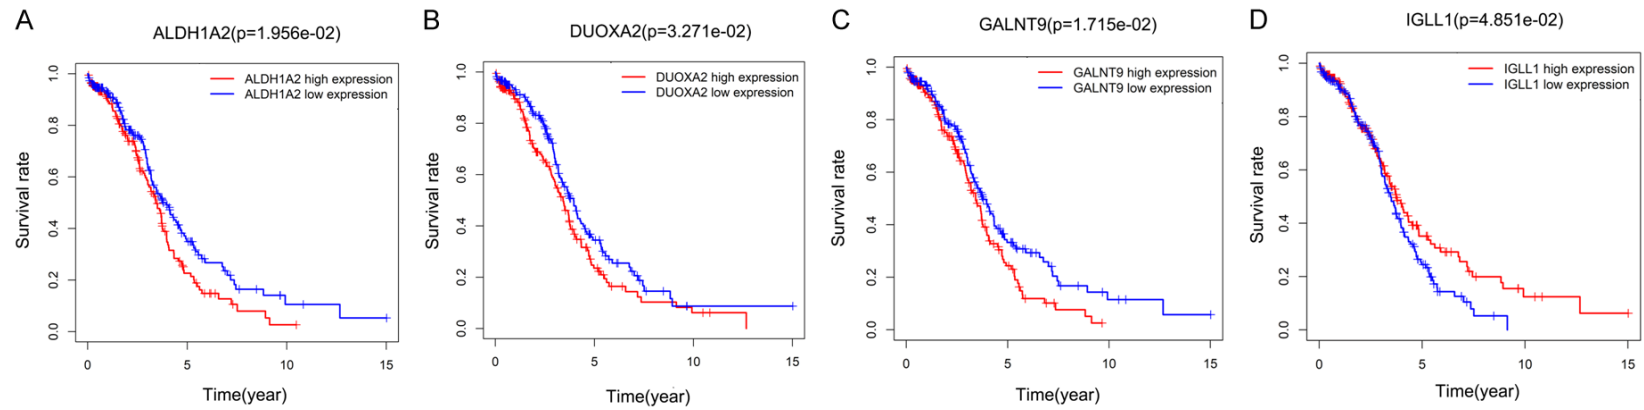 A
ALDH1A2(p=1.956e-02)
ALDH1A2 high expression
ALDH1A2 low expression
Survival rate
1.0
0.8
0.6
0.4
0.2
0.0
0 5 10 15
Time(year)
B
DUOXA2(p=3.271e-02)
DUOXA2 high expression
DUOXA2 low expression
Survival rate
1.0
0.8
0.6
0.4
0.2
0.0
0 5 10 15
Time(year)
C
GALNT9(p=1.715e-02)
GALNT9 high expression
GALNT9 low expression
Survival rate
1.0
0.8
0.6
0.4
0.2
0.0
0 5 10 15
Time(year)
D
IGLL1(p=4.851e-02)
IGLL1 high expression
IGLL1 low expression
Survival rate
1.0
0.8
0.6
0.4
0.2
0.0
0 5 10 15
Time(year)